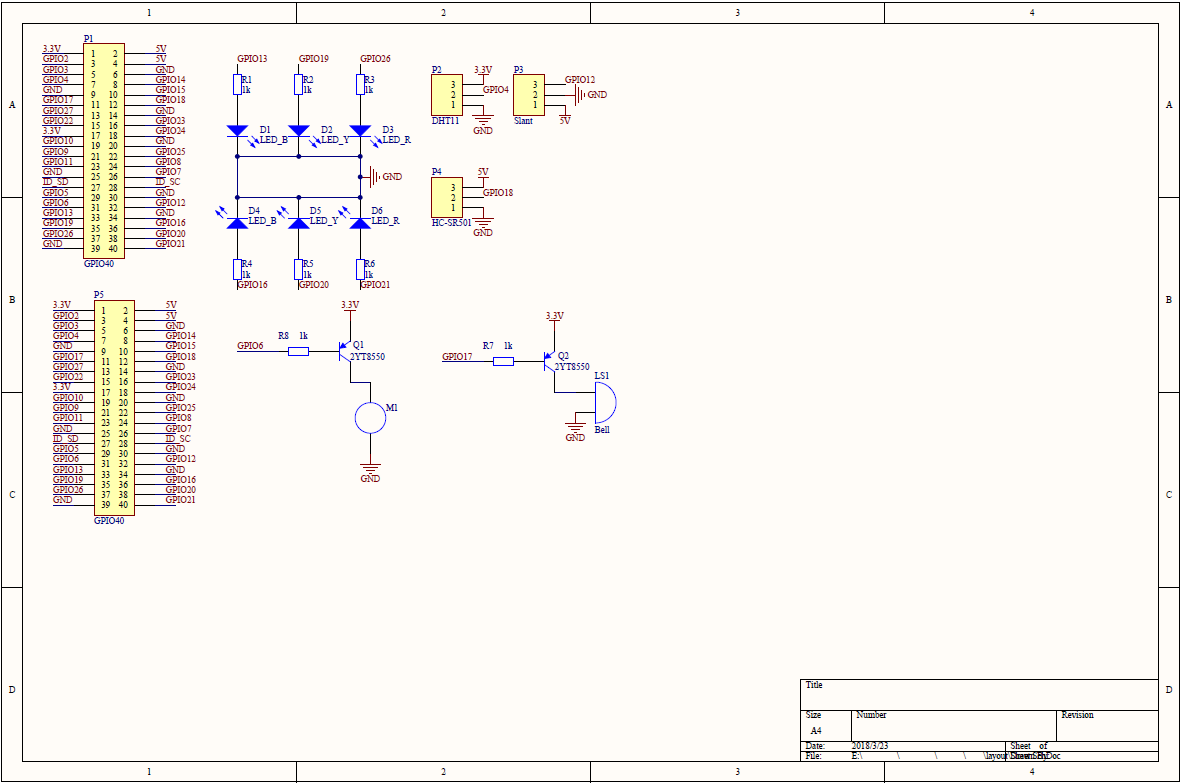 1 2 3 4
A
B
C
D
P1
3.3V 1 2 5V
GPIO2 3 4 5V
GPIO3 5 6 GND
GPIO4 7 8 GPIO14
GND 9 10 GPIO15
GPIO17 11 12 GPIO18
GPIO27 13 14 GND
GPIO22 15 16 GPIO23
3.3V 17 18 GPIO24
GPIO10 19 20 GND
GPIO9 21 22 GPIO25
GPIO11 23 24 GPIO8
GND 25 26 GPIO7
ID_SD 27 28 ID_SC
GPIO5 29 30 GND
GPIO6 31 32 GPIO12
GPIO13 33 34 GND
GPIO19 35 36 GPIO16
GPIO26 37 38 GPIO20
GND 39 40 GPIO21
GPIO40
GPIO13 GPIO19 GPIO26
R1 R2 R3
1k 1k 1k
D1 D2 D3
LED_B LED_Y LED_R
GND
D4 D5 D6
LED_B LED_Y LED_R
R4 R5 R6
1k 1k 1k
GPIO16 GPIO20 GPIO21
P2
3.3V
3
2 GPIO4
1
DHT11
GND
P3
3 GPIO12
2 GND
1
Slant
5V
P4
5V
3
2 GPIO18
1
HC-SR501
GND
P5
3.3V 1 2 5V
GPIO2 3 4 5V
GPIO3 5 6 GND
GPIO4 7 8 GPIO14
GND 9 10 GPIO15
GPIO17 11 12 GPIO18
GPIO27 13 14 GND
GPIO22 15 16 GPIO23
3.3V 17 18 GPIO24
GPIO10 19 20 GND
GPIO9 21 22 GPIO25
GPIO11 23 24 GPIO8
GND 25 26 GPIO7
ID_SD 27 28 ID_SC
GPIO5 29 30 GND
GPIO6 31 32 GPIO12
GPIO13 33 34 GND
GPIO19 35 36 GPIO16
GPIO26 37 38 GPIO20
GND 39 40 GPIO21
GPIO40
3.3V
R8 1k
GPIO6
Q1
2YT8550
M1
GND
3.3V
R7 1k
GPIO17
Q2
2YT8550
LS1
Bell
GND
A
B
C
D
Title
Size Number Revision
A4
Date: 2018/3/23 Sheet of
File: E:\ \ \ \ \layout
1 2 3 4